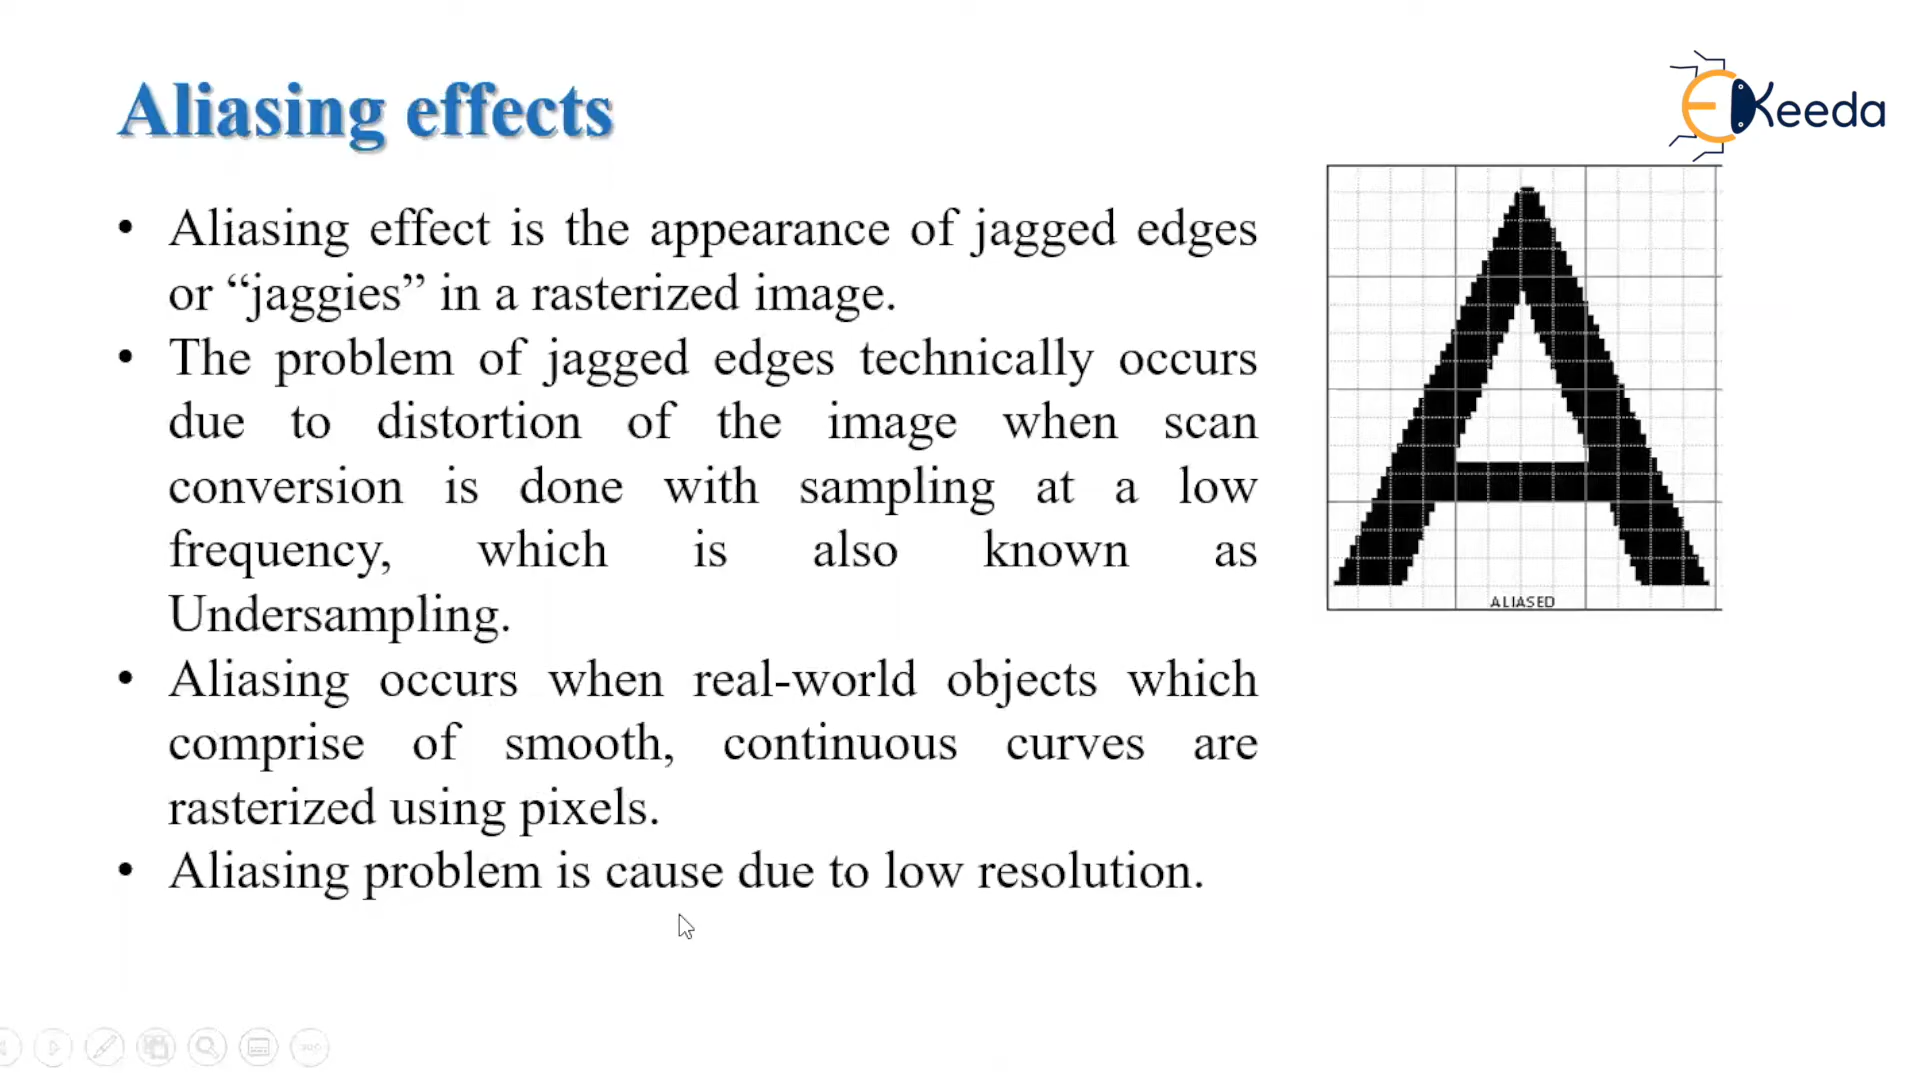 Aliasing effects
Keeda
• Aliasing effect is the appearance of jagged edges
or “jaggies” in a rasterized image.
• The problem of jagged edges technically occurs
due to distortion of the image when scan
conversion is done with sampling at a low
frequency, which is also known as
Undersampling.
• Aliasing occurs when real-world objects which
comprise of smooth, continuous curves are
rasterized using pixels.
• Aliasing problem is cause due to low resolution.
A
ALIASED